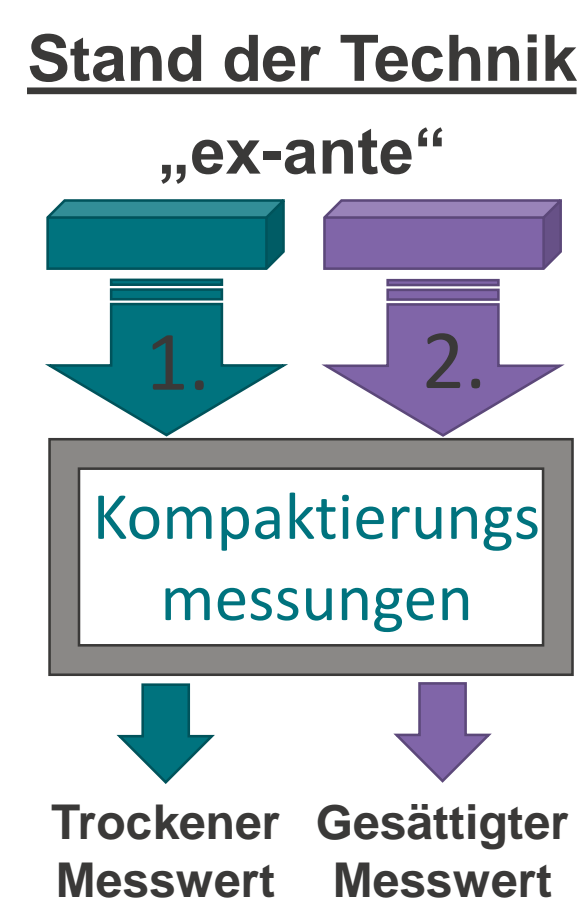 Stand der Technik
„ex-ante“
1. 2.
Kompaktierungs
messungen
Trockener Gesättigter
Messwert Messwert